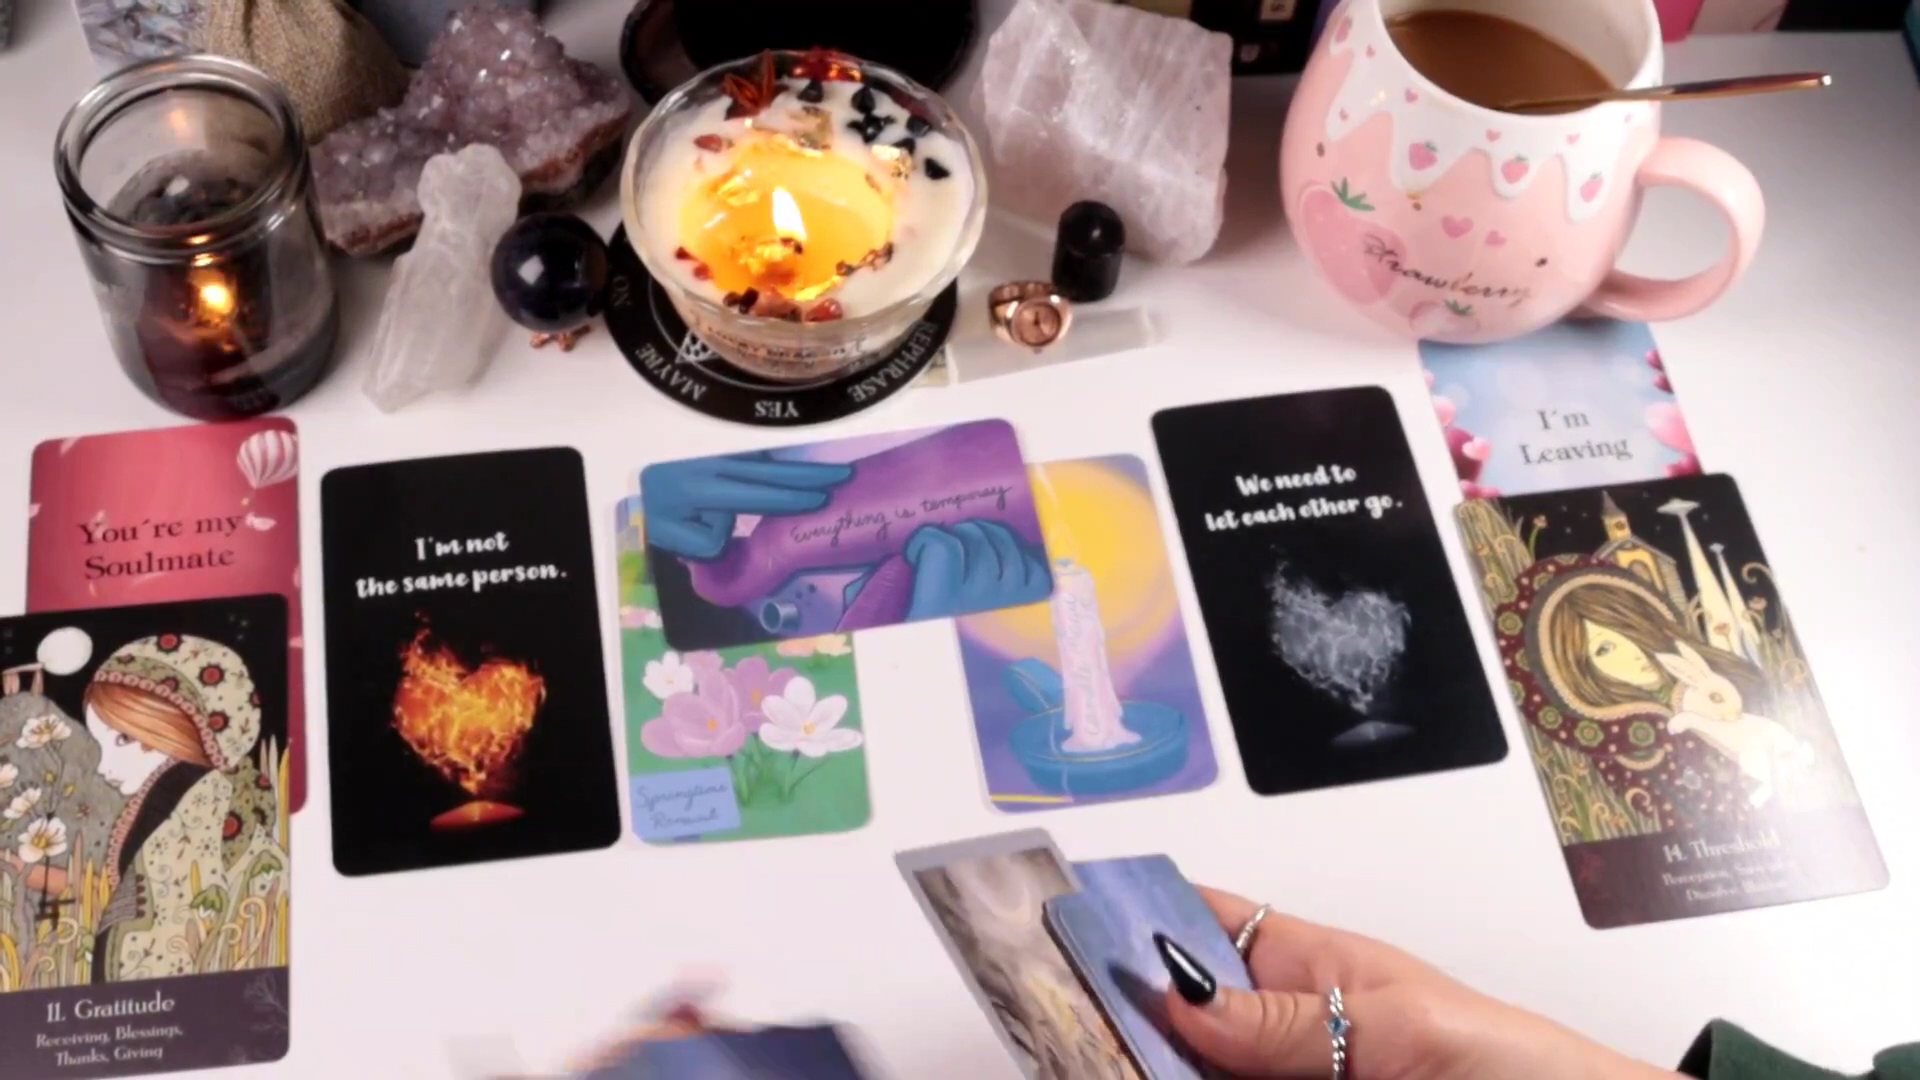 Strawberry
NO
MAYBE
YES
REPHRASE
You´re my
Soulmate
I'm not
the same person.
Everything is temporary
We need to
let each other go.
I´m
Leaving
Springtime
Renewal
11. Gratitude
Receiving, Blessings,
Thanks, Giving
14. Threshold